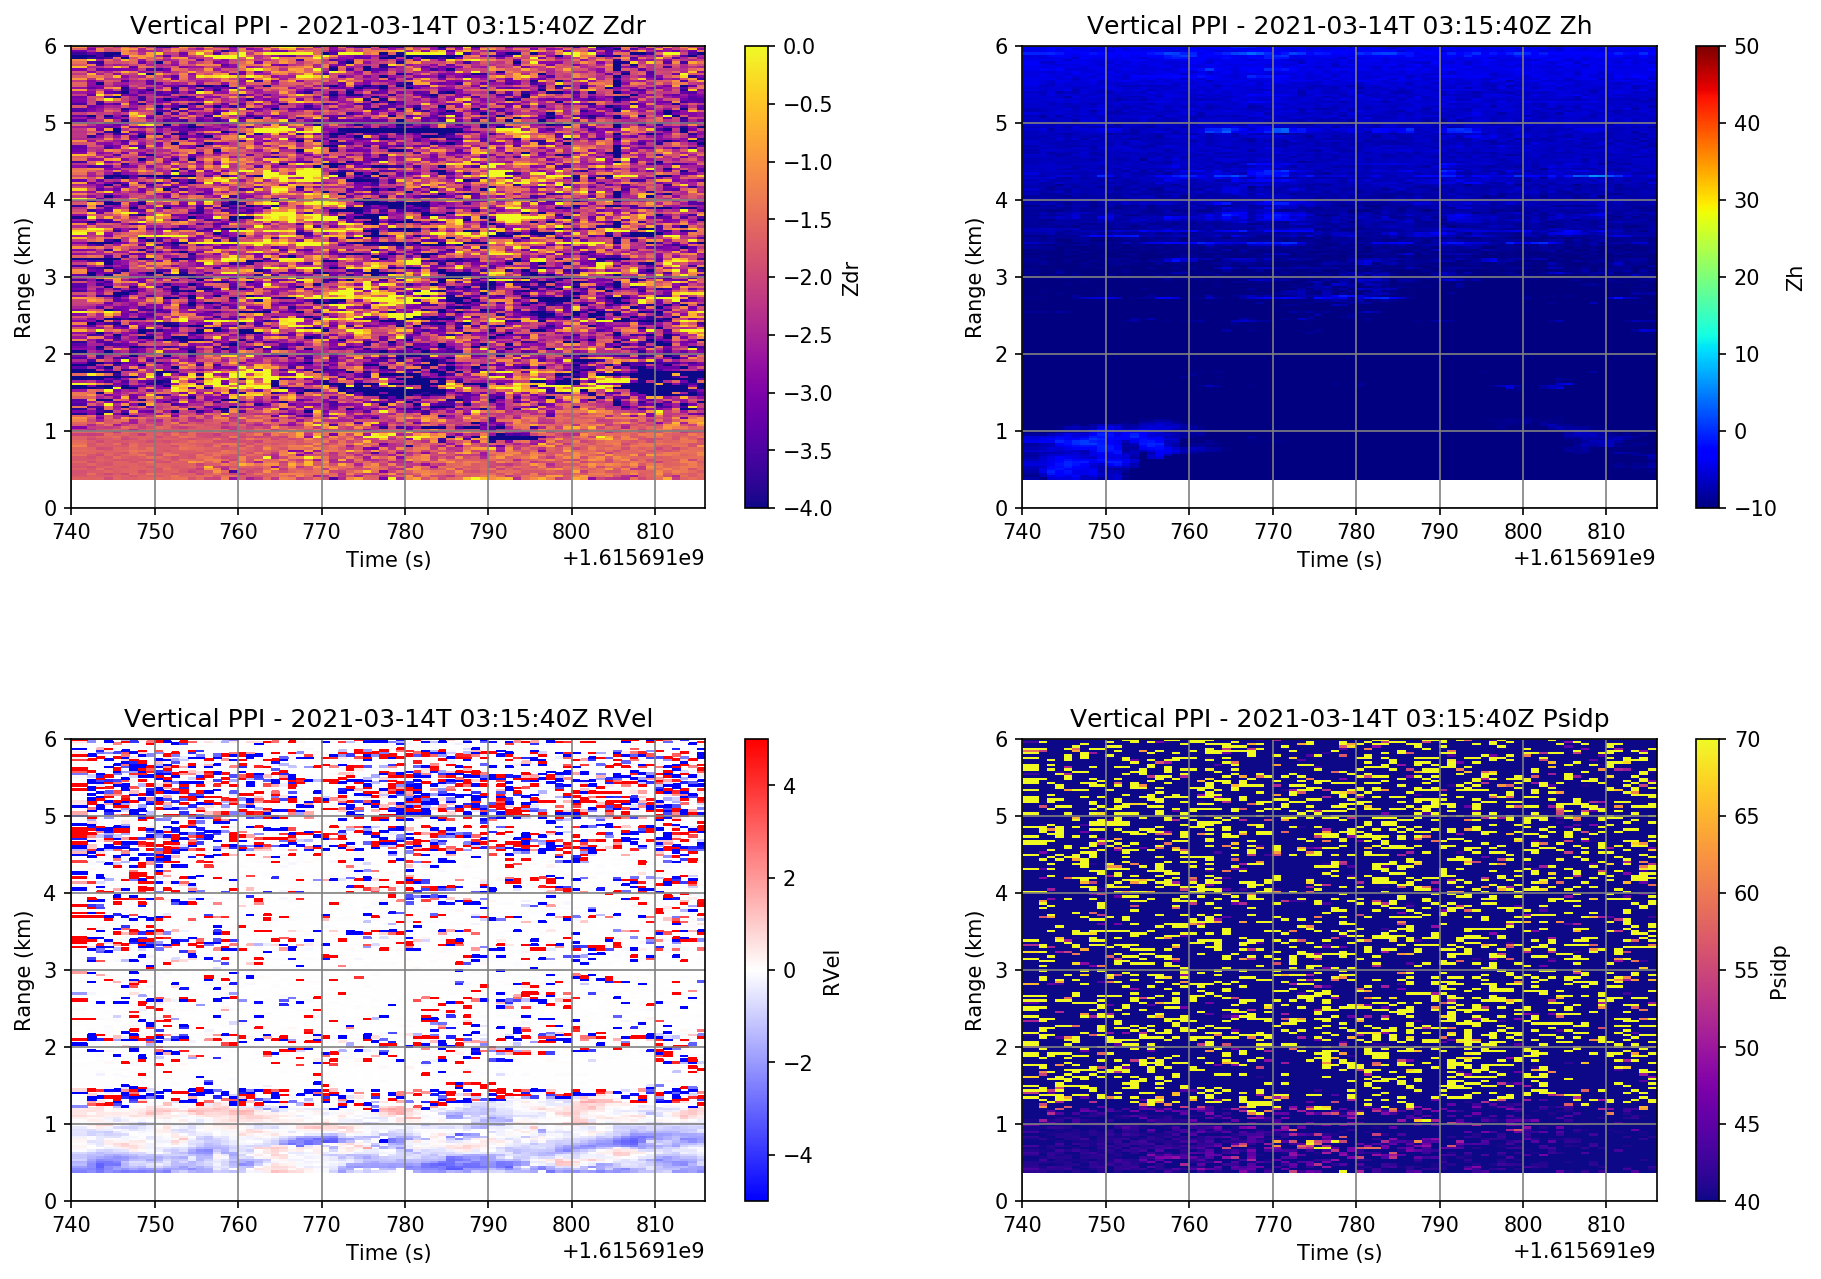 Vertical PPI - 2021-03-14T 03:15:40Z Zdr
6
5
4
3
2
1
0
Range (km)
740 750 760 770 780 790 800 810
Time (s)
+1.615691e9
0.0
−0.5
−1.0
−1.5
−2.0
−2.5
−3.0
−3.5
−4.0
Zdr
Vertical PPI - 2021-03-14T 03:15:40Z Zh
6
5
4
3
2
1
0
Range (km)
740 750 760 770 780 790 800 810
Time (s)
+1.615691e9
50
40
30
20
10
0
−10
Zh
Vertical PPI - 2021-03-14T 03:15:40Z RVel
6
5
4
3
2
1
0
Range (km)
740 750 760 770 780 790 800 810
Time (s)
+1.615691e9
4
2
0
−2
−4
RVel
Vertical PPI - 2021-03-14T 03:15:40Z Psidp
6
5
4
3
2
1
0
Range (km)
740 750 760 770 780 790 800 810
Time (s)
+1.615691e9
70
65
60
55
50
45
40
Psidp